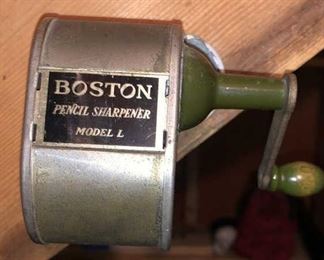 BOSTON
PENCIL SHARPENER
MODEL L